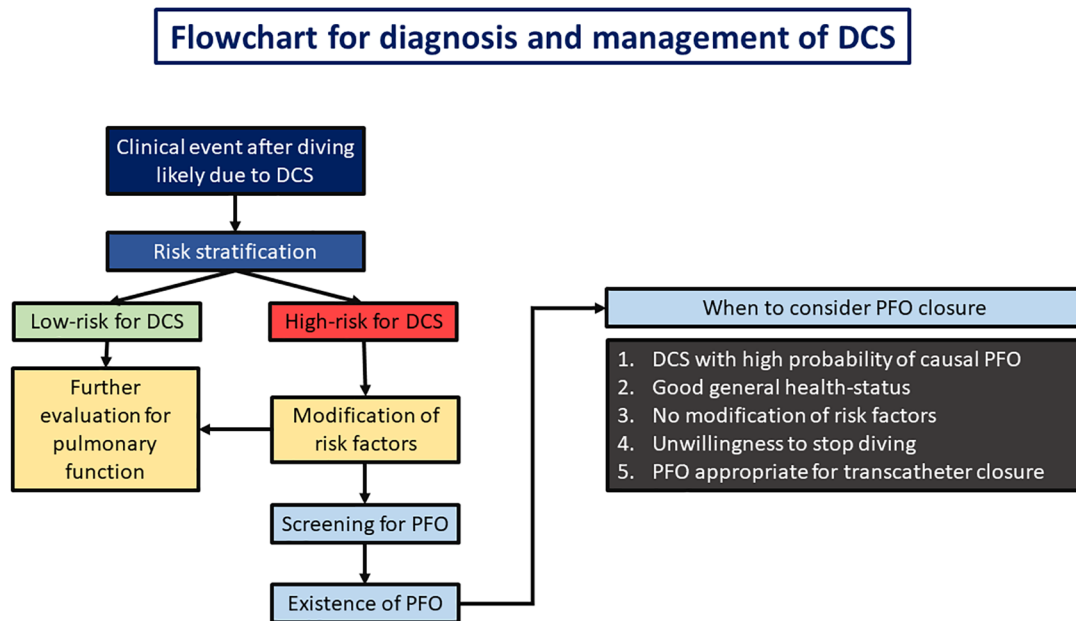 Flowchart for diagnosis and management of DCS
Clinical event after diving
likely due to DCS
Risk stratification
Low-risk for DCS
High-risk for DCS
Further
evaluation for
pulmonary
function
Modification of
risk factors
Screening for PFO
Existence of PFO
When to consider PFO closure
1. DCS with high probability of causal PFO
2. Good general health-status
3. No modification of risk factors
4. Unwillingness to stop diving
5. PFO appropriate for transcatheter closure